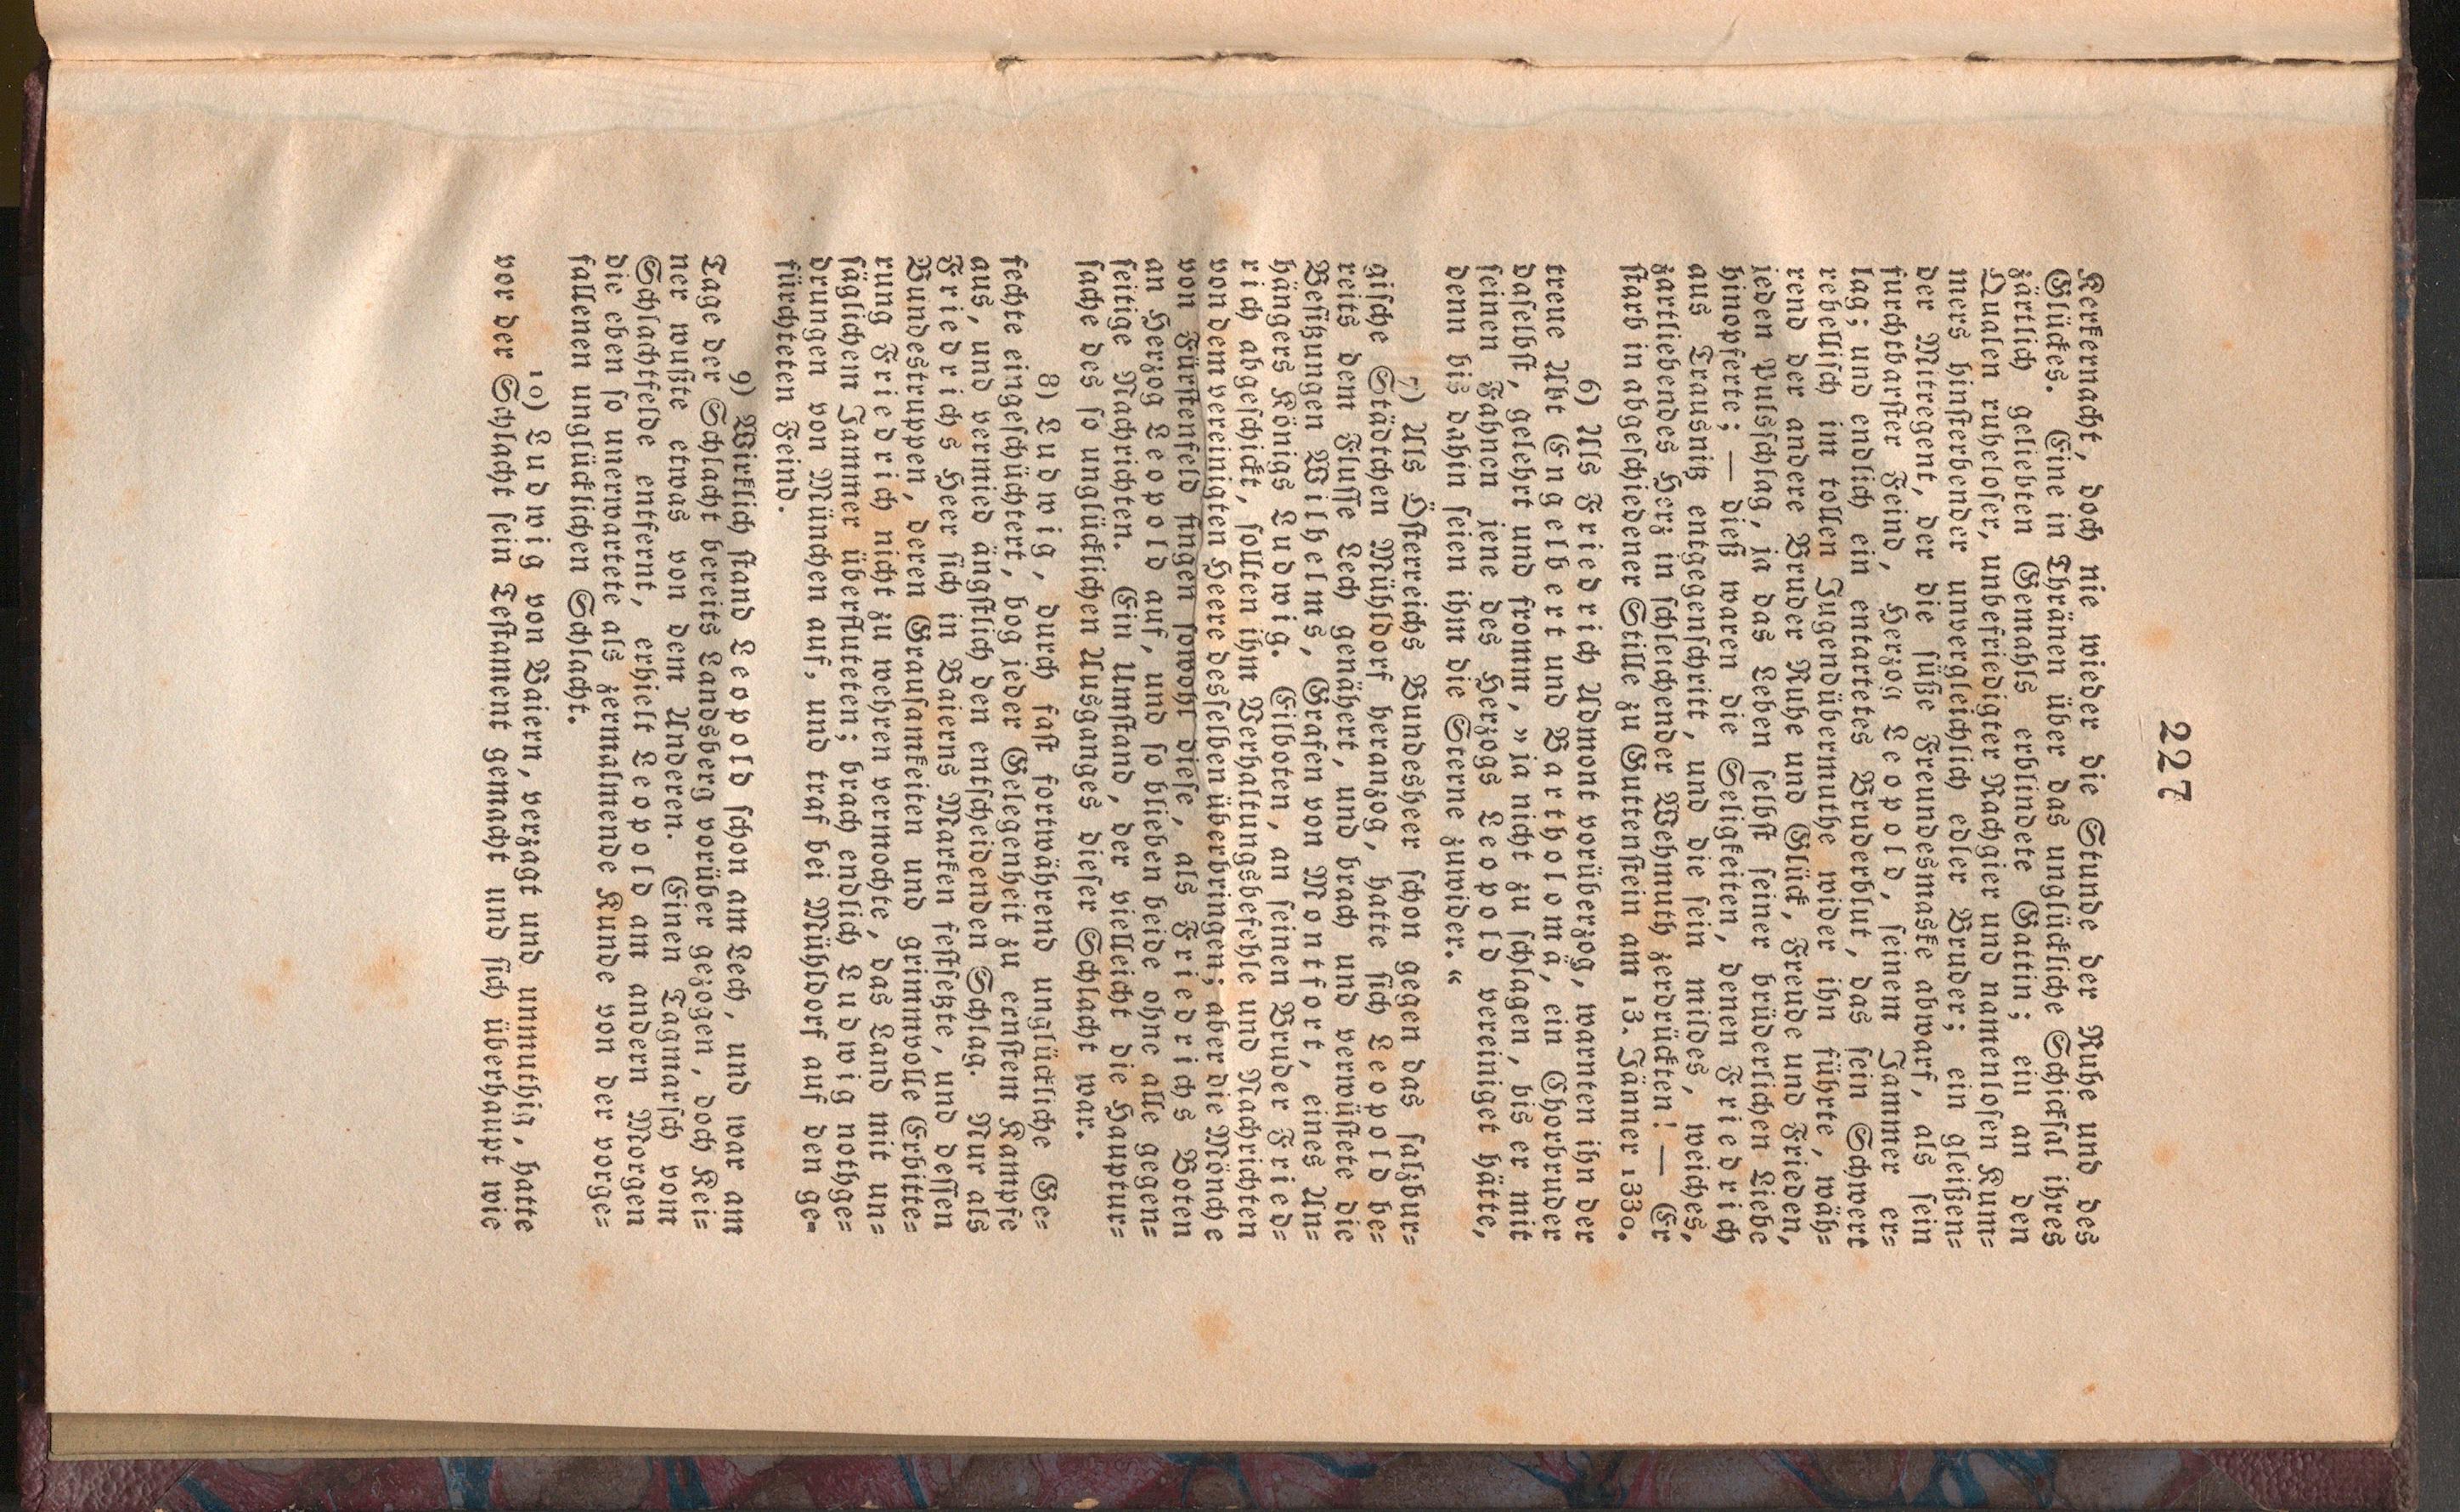 227
Kerkernacht, doch nie wieder die Stunde der Ruhe und des
Glückes. Eine in Thränen über das unglückliche Schicksal ihres
zärtlich geliebten Gemahls erblindete Gattin; ein an den
Qualen ruheloser, unbefriedigter Rachgier und namenlosen Kum=
mers hinsterbender unvergleichlich edler Bruder; ein gleißen=
der Mitregent, der die süße Freundesmaske abwarf, als sein
furchtbarster Feind, Herzog Leopold, seinem Jammer er=
lag; und endlich ein entartetes Bruderblut, das sein Schwert
rebellisch im tollen Jugendübermuthe wider ihn führte, wäh=
rend der andere Bruder Ruhe und Glück, Freude und Frieden,
jeden Pulsschlag, ja das Leben selbst seiner brüderlichen Liebe
hinopferte; — dieß waren die Seligkeiten, denen Friedrich
aus Trausnitz entgegenschritt, und die sein mildes, weiches,
zartliebendes Herz in schleichender Wehmuth zerdrückten! — Er
starb in abgeschiedener Stille zu Guttenstein am 13. Jänner 1330.
6) Als Friedrich Admont vorüberzog, warnten ihn der
treue Abt Engelbert und Bartholomä, ein Chorbruder
daselbst, gelehrt und fromm, »ja nicht zu schlagen, bis er mit
seinen Fahnen jene des Herzogs Leopold vereiniget hätte,
denn bis dahin seien ihm die Sterne zuwider.«
7) Als Österreichs Bundesheer schon gegen das salzbur=
gische Städtchen Mühldorf heranzog, hatte sich Leopold be=
reits dem Flusse Lech genähert, und brach und verwüstete die
Besitzungen Wilhelms, Grafen von Montfort, eines An=
hängers Königs Ludwig. Eilboten, an seinen Bruder Fried=
rich abgeschickt, sollten ihm Verhaltungsbefehle und Nachrichten
von den vereinigten Heere desselben überbringen; aber die Mönche
von Fürstenfeld fingen sowohl diese, als Friedrichs Boten
an Herzog Leopold auf, und so blieben beide ohne alle gegen=
seitige Nachrichten. Ein Umstand, der vielleicht die Hauptur=
sache des so unglücklichen Ausganges dieser Schlacht war.
8) Ludwig, durch fast fortwährend unglückliche Ge=
fechte eingeschüchtert, bog jeder Gelegenheit zu ernstem Kampfe
aus, und vermied ängstlich den entscheidenden Schlag. Nur als
Friedrichs Heer sich in Baierns Marken festsetzte, und dessen
Bundestruppen, deren Grausamkeiten und grimmvolle Erbitte=
rung Friedrich nicht zu wehren vermochte, das Land mit un=
säglichem Jammer überfluteten; brach endlich Ludwig nothge=
drungen von München auf, und traf bei Mühldorf auf den ge=
fürchteten Feind.
9) Wirklich stand Leopold schon am Lech, und war am
Tage der Schlacht bereits Landsberg vorüber gezogen, doch Kei=
ner wußte etwas von dem Anderen. Einen Tagmarsch vom
Schlachtfelde entfernt, erhielt Leopold am andern Morgen
die eben so unerwartete als zermalmende Kunde von der vorge=
fallenen unglücklichen Schlacht.
10) Ludwig von Baiern, verzagt und unmuthig, hatte
vor der Schlacht sein Testament gemacht und sich überhaupt wie